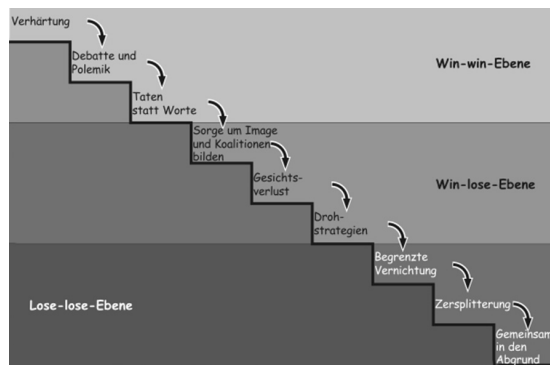 Verhärtung
Debatte und
Polemik
Win-win-Ebene
Taten
statt Worte
Sorge um Image
und Koalitionen
bilden
Gesichts-
verlust
Win-lose-Ebene
Droh-
strategien
Begrenzte
Vernichtung
Lose-lose-Ebene
Zersplitterung
Gemeinsam
in den
Abgrund